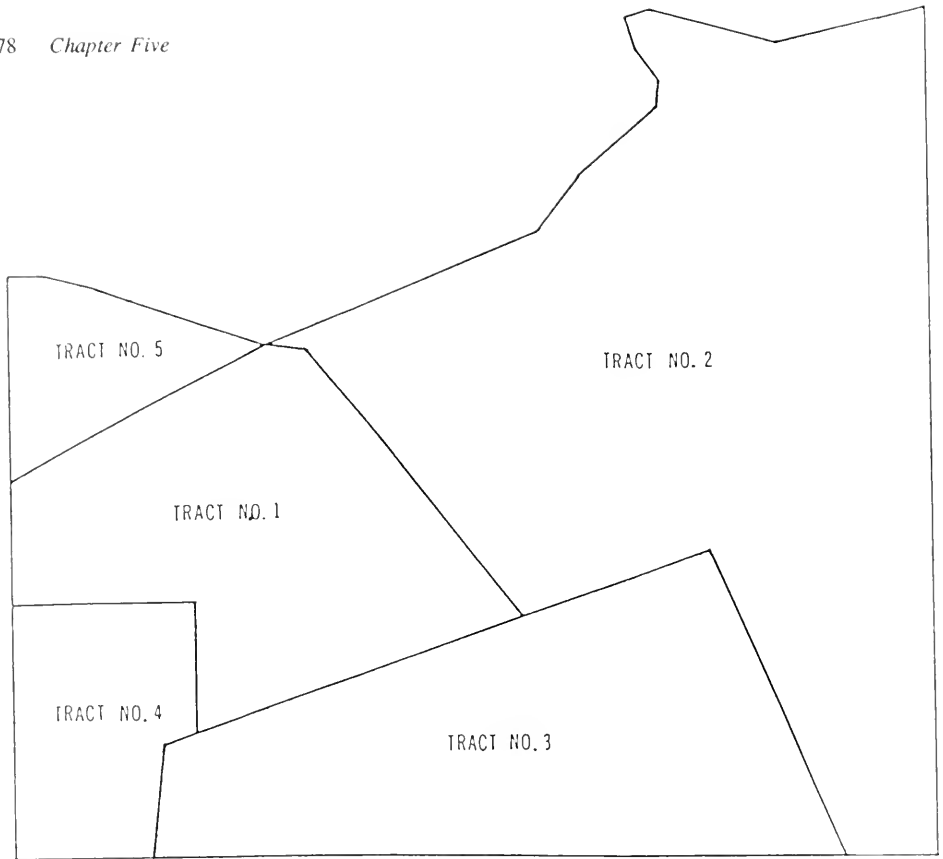 78 Chapter Five
TRACT NO. 5
TRACT NO. 2
TRACT NO. 1
TRACT NO. 4
TRACT NO. 3